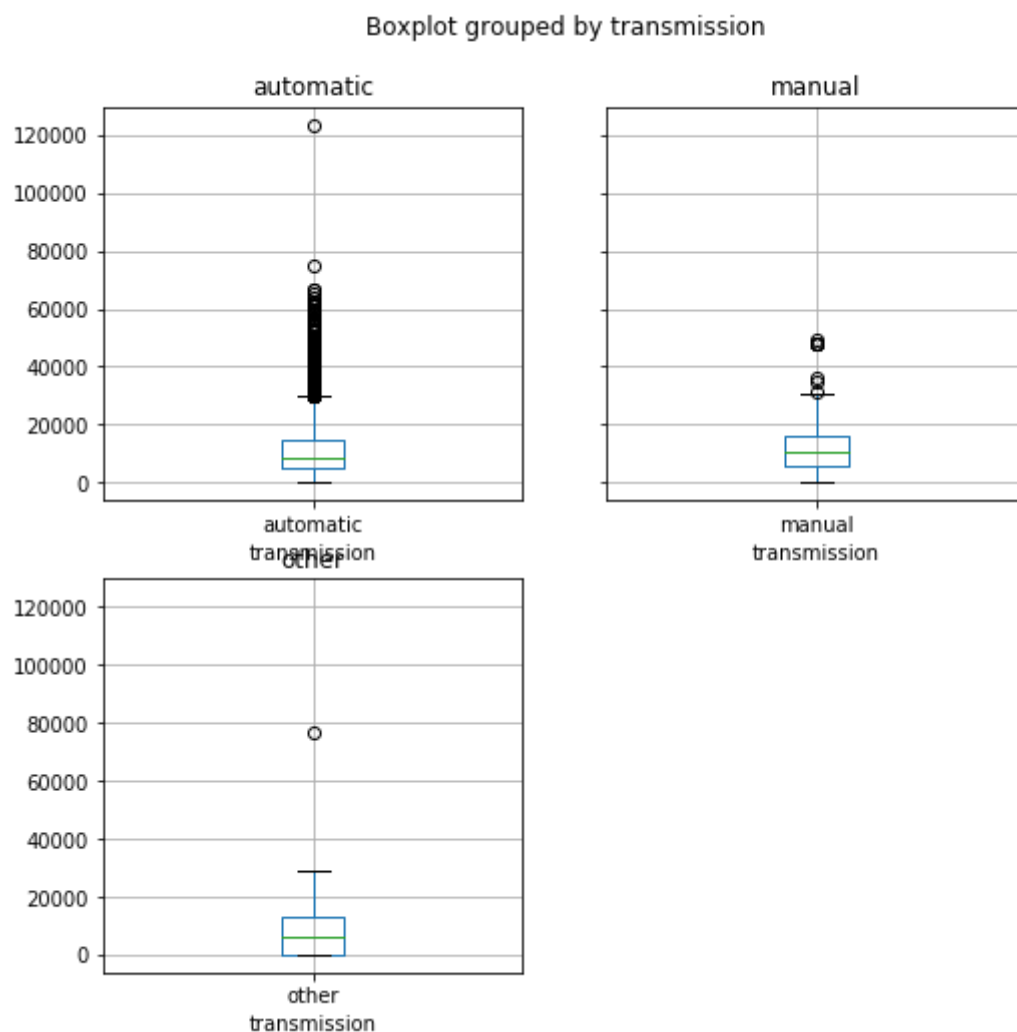 Boxplot grouped by transmission
automatic
manual
120000
100000
80000
60000
40000
20000
0
automatic
transmission
manual
transmission
other
120000
100000
80000
60000
40000
20000
0
other
transmission